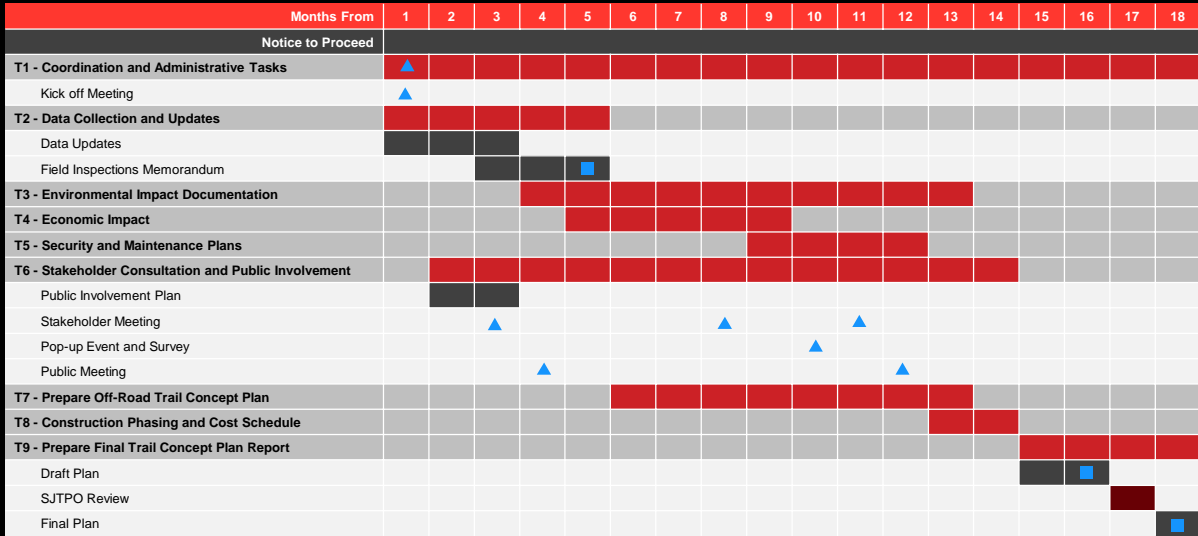 Months From 1 2 3 4 5 6 7 8 9 10 11 12 13 14 15 16 17 18
Notice to Proceed
T1 - Coordination and Administrative Tasks
Kick off Meeting
T2 - Data Collection and Updates
Data Updates
Field Inspections Memorandum
T3 - Environmental Impact Documentation
T4 - Economic Impact
T5 - Security and Maintenance Plans
T6 - Stakeholder Consultation and Public Involvement
Public Involvement Plan
Stakeholder Meeting
Pop-up Event and Survey
Public Meeting
T7 - Prepare Off-Road Trail Concept Plan
T8 - Construction Phasing and Cost Schedule
T9 - Prepare Final Trail Concept Plan Report
Draft Plan
SJTPO Review
Final Plan